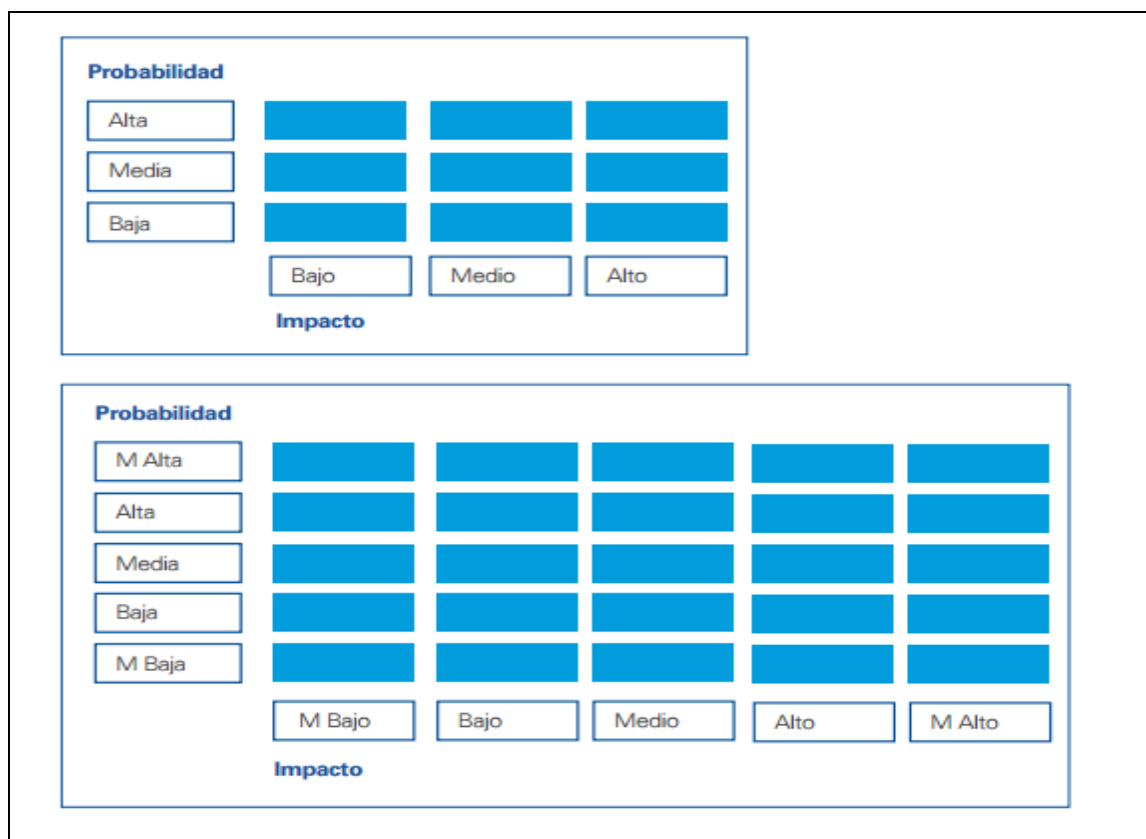 Probabilidad
Alta
Media
Baja
Bajo Medio Alto
Impacto
Probabilidad
M Alta
Alta
Media
Baja
M Baja
M Bajo Bajo Medio Alto M Alto
Impacto